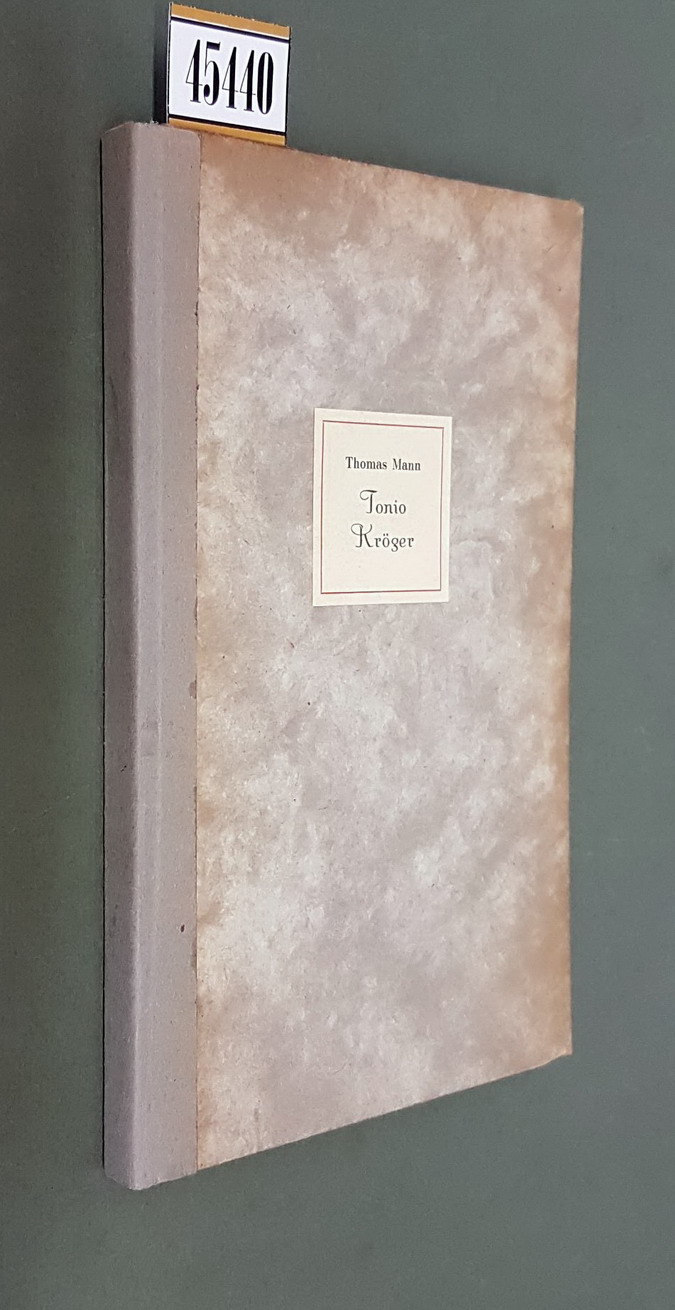 45440
Thomas Mann
Tonio
Kröger